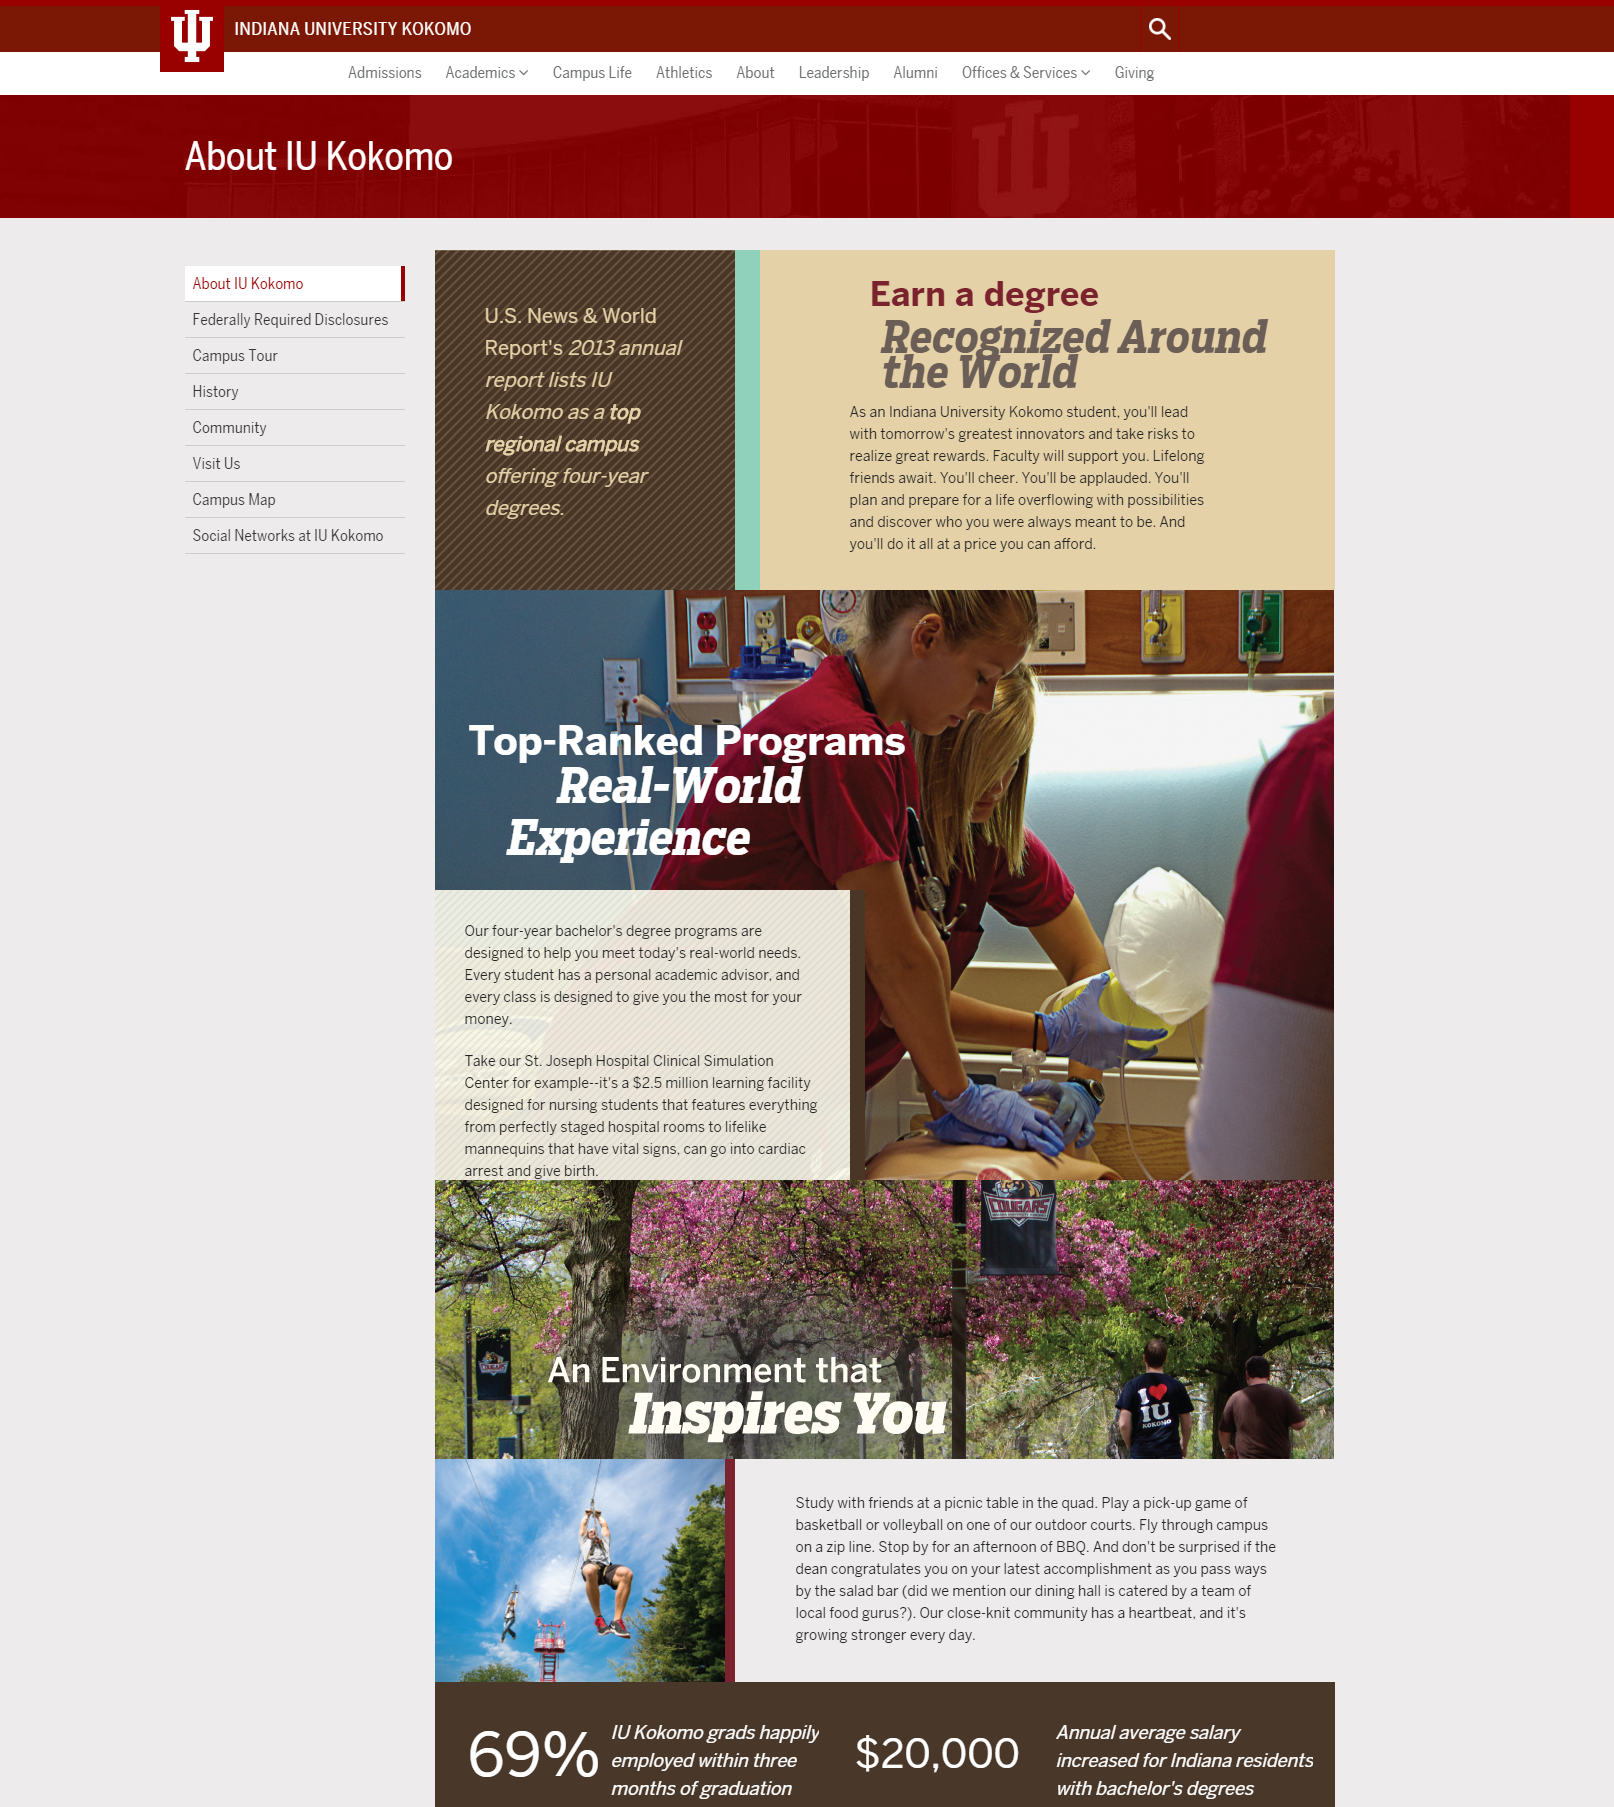 INDIANA UNIVERSITY KOKOMO
Admissions Academics Campus Life Athletics About Leadership Alumni Offices & Services Giving
About IU Kokomo
About IU Kokomo
Federally Required Disclosures
Campus Tour
History
Community
Visit Us
Campus Map
Social Networks at IU Kokomo
U.S. News & World
Report's 2013 annual
report lists IU
Kokomo as a top
regional campus
offering four-year
degrees.
Earn a degree
Recognized Around
the World
As an Indiana University Kokomo student, you'll lead
with tomorrow's greatest innovators and take risks to
realize great rewards. Faculty will support you. Lifelong
friends await. You'll cheer. You'll be applauded. You'll
plan and prepare for a life overflowing with possibilities
and discover who you were always meant to be. And
you'll do it all at a price you can afford.
Top-Ranked Programs
Real-World
Experience
Our four-year bachelor's degree programs are
designed to help you meet today's real-world needs.
Every student has a personal academic advisor, and
every class is designed to give you the most for your
money.
Take our St. Joseph Hospital Clinical Simulation
Center for example--it's a $2.5 million learning facility
designed for nursing students that features everything
from perfectly staged hospital rooms to lifelike
mannequins that have vital signs, can go into cardiac
arrest and give birth.
COUGARS
COUGARS
An Environment that
Inspires You
I
IU
KOKOMO
Study with friends at a picnic table in the quad. Play a pick-up game of
basketball or volleyball on one of our outdoor courts. Fly through campus
on a zip line. Stop by for an afternoon of BBQ. And don't be surprised if the
dean congratulates you on your latest accomplishment as you pass ways
by the salad bar (did we mention our dining hall is catered by a team of
local food gurus?). Our close-knit community has a heartbeat, and it's
growing stronger every day.
69%
IU Kokomo grads happily
employed within three
months of graduation
$20,000
Annual average salary
increased for Indiana residents
with bachelor's degrees